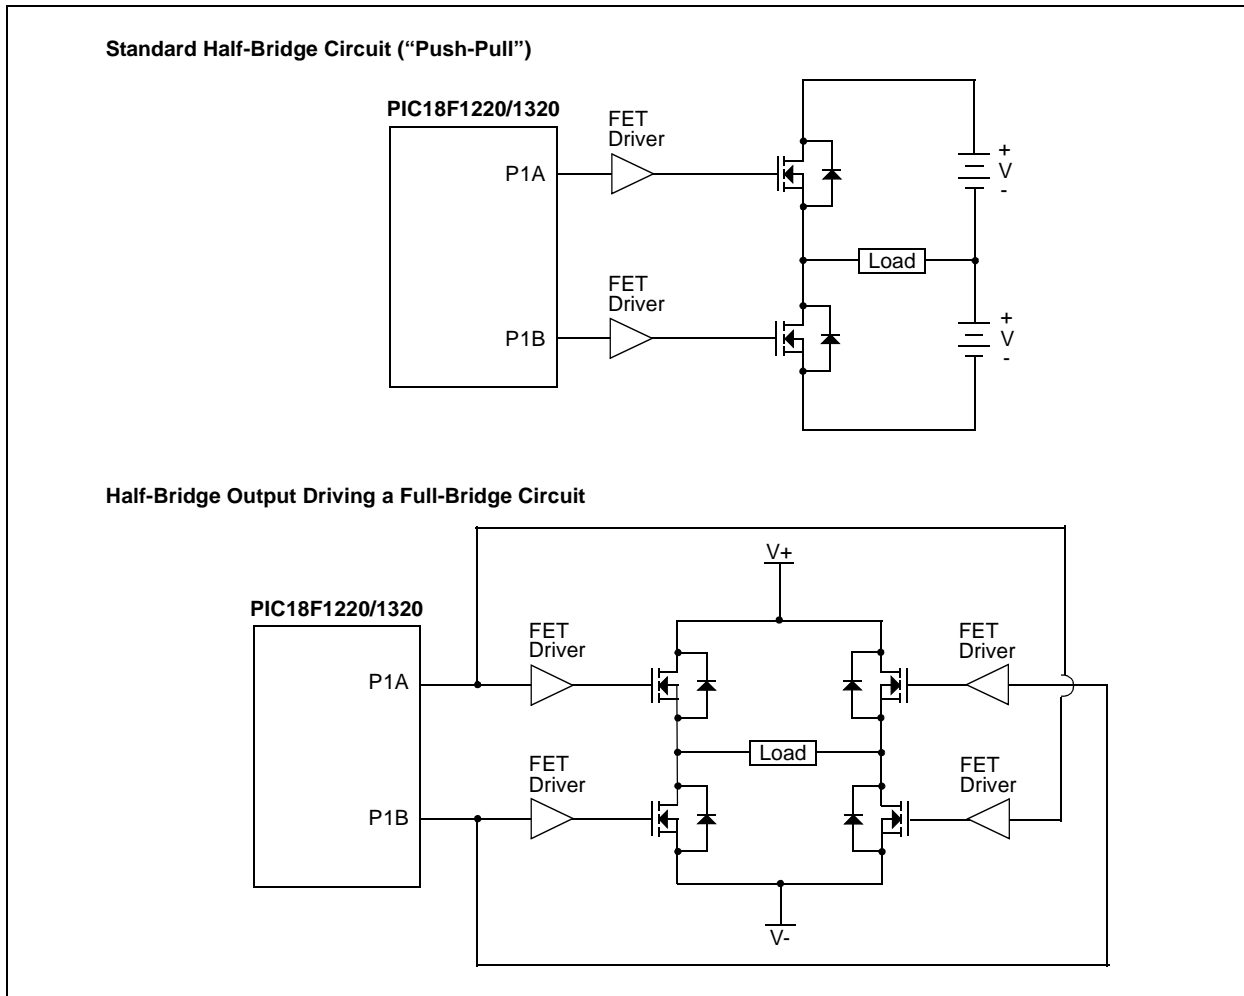 Standard Half-Bridge Circuit (“Push-Pull”)
PIC18F1220/1320
FET
Driver
P1A
+
V
-
Load
FET
Driver
P1B
+
V
-
Half-Bridge Output Driving a Full-Bridge Circuit
V+
PIC18F1220/1320
FET
Driver
FET
Driver
P1A
Load
FET
Driver
FET
Driver
P1B
V-